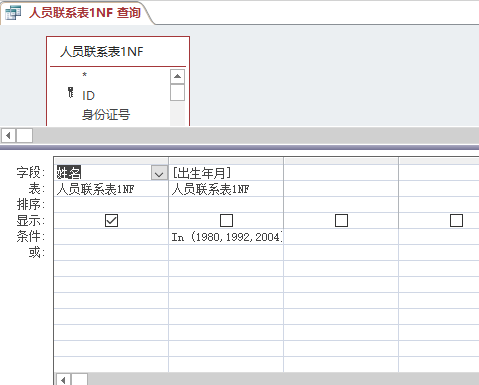 人员联系表1NF 查询
人员联系表1NF
*
ID
身份证号
字段: 姓名 [出生年月]
表: 人员联系表1NF 人员联系表1NF
排序:
显示:
条件: In (1980,1992,2004)
或: